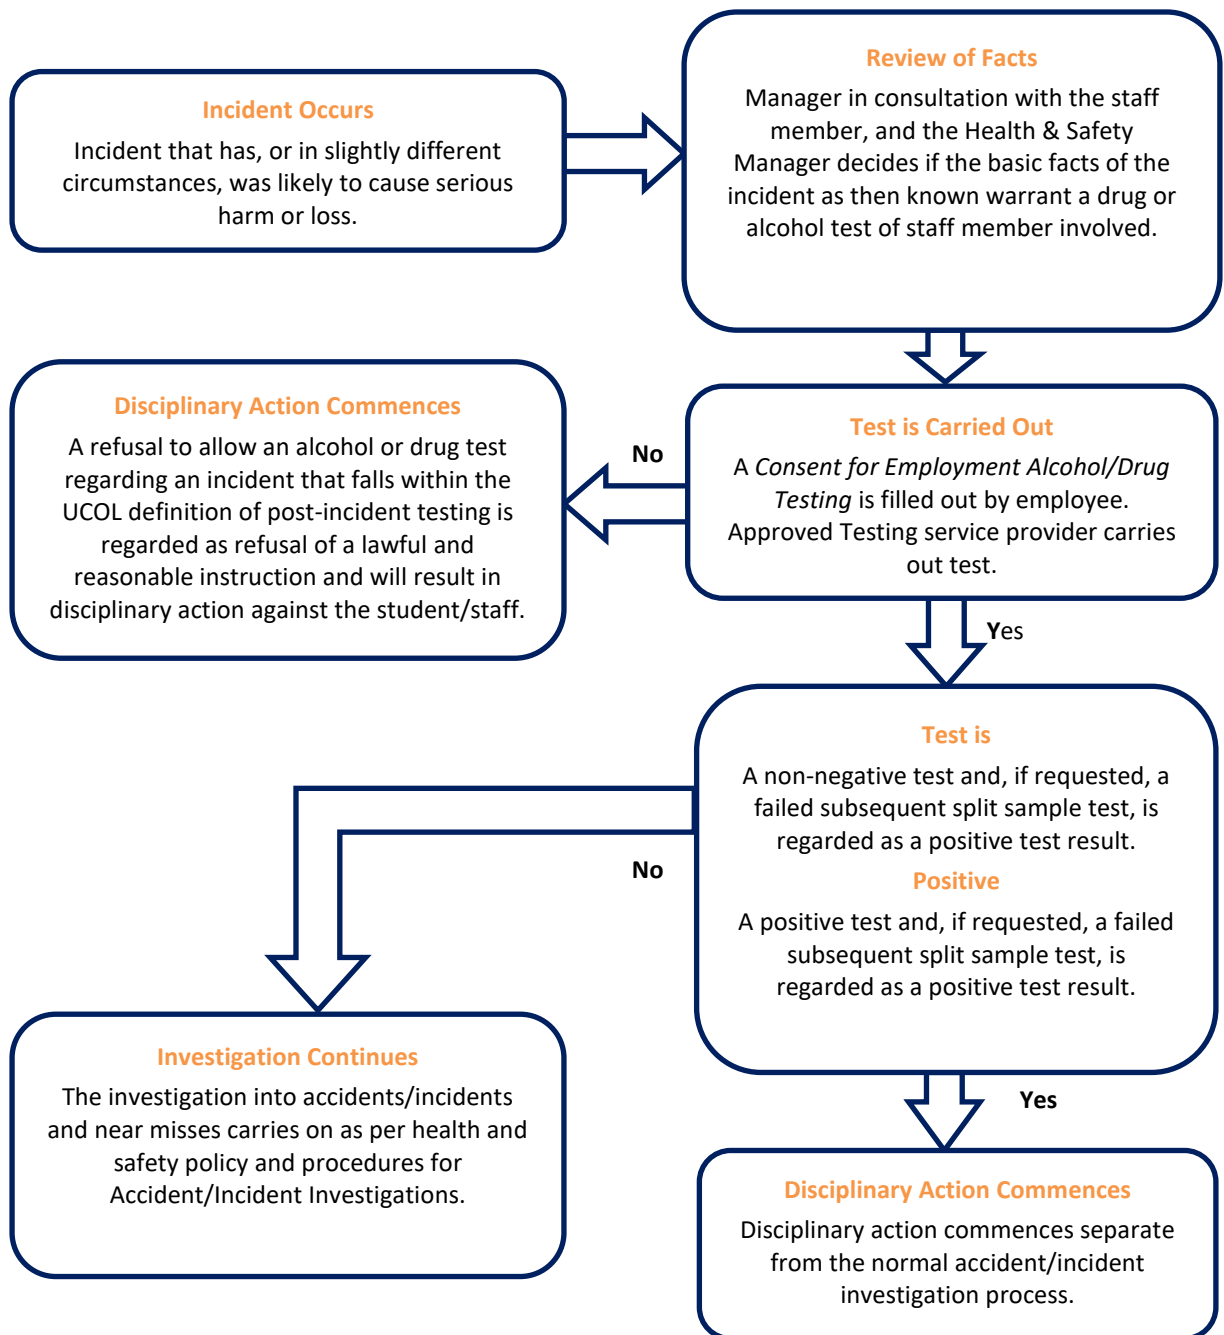 Incident Occurs
Incident that has, or in slightly different
circumstances, was likely to cause serious
harm or loss.
Review of Facts
Manager in consultation with the staff
member, and the Health & Safety
Manager decides if the basic facts of the
incident as then known warrant a drug or
alcohol test of staff member involved.
Disciplinary Action Commences
A refusal to allow an alcohol or drug test
regarding an incident that falls within the
UCOL definition of post-incident testing is
regarded as refusal of a lawful and
reasonable instruction and will result in
disciplinary action against the student/staff.
No
Test is Carried Out
A Consent for Employment Alcohol/Drug
Testing is filled out by employee.
Approved Testing service provider carries
out test.
Yes
Test is
A non-negative test and, if requested, a
failed subsequent split sample test, is
regarded as a positive test result.
Positive
A positive test and, if requested, a failed
subsequent split sample test, is
regarded as a positive test result.
No
Investigation Continues
The investigation into accidents/incidents
and near misses carries on as per health and
safety policy and procedures for
Accident/Incident Investigations.
Yes
Disciplinary Action Commences
Disciplinary action commences separate
from the normal accident/incident
investigation process.